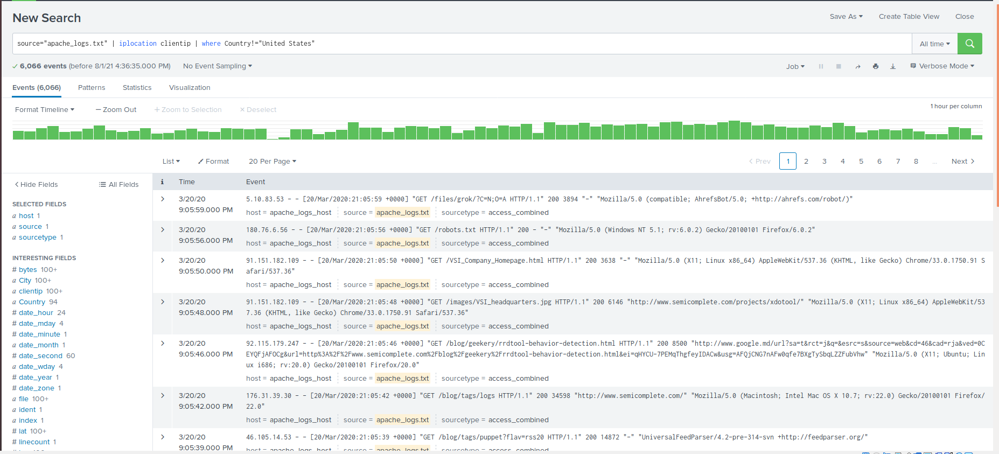 New Search
Save As
Create Table View
Close
source="apache_logs.txt" | iplocation clientip | where Country!="United States"
All time
6,066 events (before 8/1/21 4:36:35.000 PM)
No Event Sampling
Job
Verbose Mode
Events (6,066)
Patterns
Statistics
Visualization
Format Timeline
Zoom Out
+ Zoom to Selection
× Deselect
1 hour per column
List
Format
20 Per Page
Prev
1
2
3
4
5
6
7
8
...
Next
Hide Fields
All Fields
SELECTED FIELDS
a host 1
a source 1
a sourcetype 1
INTERESTING FIELDS
# bytes 100+
a City 100+
a clientip 100+
a Country 94
# date_hour 24
# date_mday 4
# date_minute 1
a date_month 1
# date_second 60
a date_wday 4
# date_year 1
# date_zone 1
a file 100+
a ident 1
a index 1
# lat 100+
# linecount 1
i
Time
Event
3/20/20
9:05:59.000 PM
5.10.83.53 - - [20/Mar/2020:21:05:59 +0000] "GET /files/grok/?C=N;O=A HTTP/1.1" 200 3894 "-" "Mozilla/5.0 (compatible; AhrefsBot/5.0; +http://ahrefs.com/robot/)"
host = apache_logs_host
source = apache_logs.txt
sourcetype = access_combined
3/20/20
9:05:56.000 PM
180.76.6.56 - - [20/Mar/2020:21:05:56 +0000] "GET /robots.txt HTTP/1.1" 200 - "-" "Mozilla/5.0 (Windows NT 5.1; rv:6.0.2) Gecko/20100101 Firefox/6.0.2"
host = apache_logs_host
source = apache_logs.txt
sourcetype = access_combined
3/20/20
9:05:50.000 PM
91.151.182.109 - - [20/Mar/2020:21:05:50 +0000] "GET /VSI_Company_Homepage.html HTTP/1.1" 200 3638 "-" "Mozilla/5.0 (X11; Linux x86_64) AppleWebKit/537.36 (KHTML, like Gecko) Chrome/33.0.1750.91 S
afari/537.36"
host = apache_logs_host
source = apache_logs.txt
sourcetype = access_combined
3/20/20
9:05:48.000 PM
91.151.182.109 - - [20/Mar/2020:21:05:48 +0000] "GET /images/VSI_headquarters.jpg HTTP/1.1" 200 6146 "http://www.semicomplete.com/projects/xdotool/" "Mozilla/5.0 (X11; Linux x86_64) AppleWebKit/53
7.36 (KHTML, like Gecko) Chrome/33.0.1750.91 Safari/537.36"
host = apache_logs_host
source = apache_logs.txt
sourcetype = access_combined
3/20/20
9:05:46.000 PM
92.115.179.247 - - [20/Mar/2020:21:05:46 +0000] "GET /blog/geekery/rrdtool-behavior-detection.html HTTP/1.1" 200 8500 "http://www.google.md/url?sa=t&rct=j&q=&esrc=s&source=web&cd=46&cad=rja&ved=0C
EYQFjAFOCg&url=http%3A%2F%2Fwww.semicomplete.com%2Fblog%2Fgeekery%2Frrdtool-behavior-detection.html&ei=qHYCU-7PEMqThgfeyIDACw&usg=AFQjCNG7nAFw0qfe7BXgTySbqLZZFubVhw" "Mozilla/5.0 (X11; Ubuntu; Lin
ux i686; rv:20.0) Gecko/20100101 Firefox/20.0"
host = apache_logs_host
source = apache_logs.txt
sourcetype = access_combined
3/20/20
9:05:42.000 PM
176.31.39.30 - - [20/Mar/2020:21:05:42 +0000] "GET /blog/tags/logs HTTP/1.1" 200 34598 "http://www.semicomplete.com/" "Mozilla/5.0 (Macintosh; Intel Mac OS X 10.7; rv:22.0) Gecko/20100101 Firefox/
22.0"
host = apache_logs_host
source = apache_logs.txt
sourcetype = access_combined
3/20/20
9:05:39.000 PM
46.105.14.53 - - [20/Mar/2020:21:05:39 +0000] "GET /blog/tags/puppet?flav=rss20 HTTP/1.1" 200 14872 "-" "UniversalFeedParser/4.2-pre-314-svn +http://feedparser.org/"
host = apache_logs_host
source = apache_logs.txt
sourcetype = access_combined